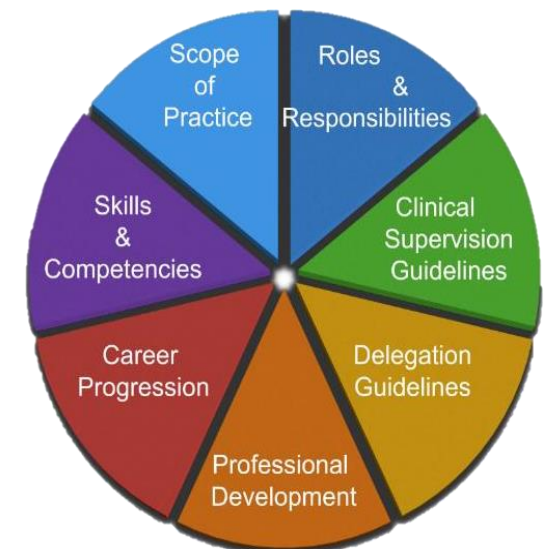 Scope
of
Practice
Roles
&
Responsibilities
Clinical
Supervision
Guidelines
Delegation
Guidelines
Professional
Development
Career
Progression
Skills
&
Competencies